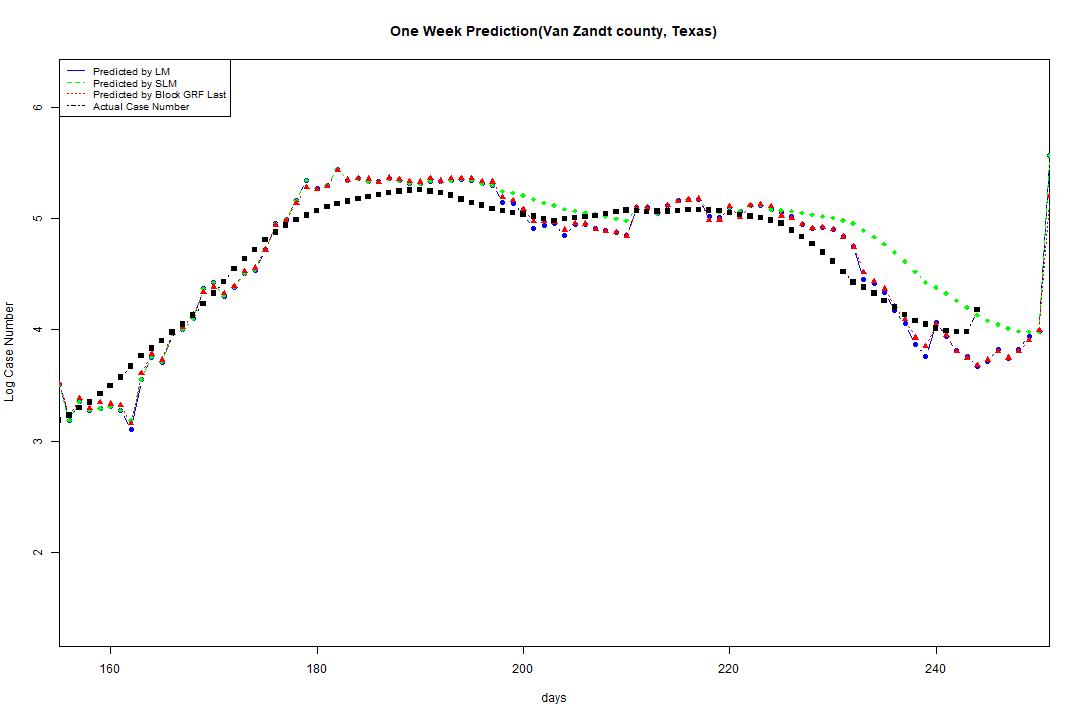 One Week Prediction(Van Zandt county, Texas)
Predicted by LM
Predicted by SLM
Predicted by Block GRF Last
Actual Case Number
6
5
4
3
2
Log Case Number
160 180 200 220 240
days